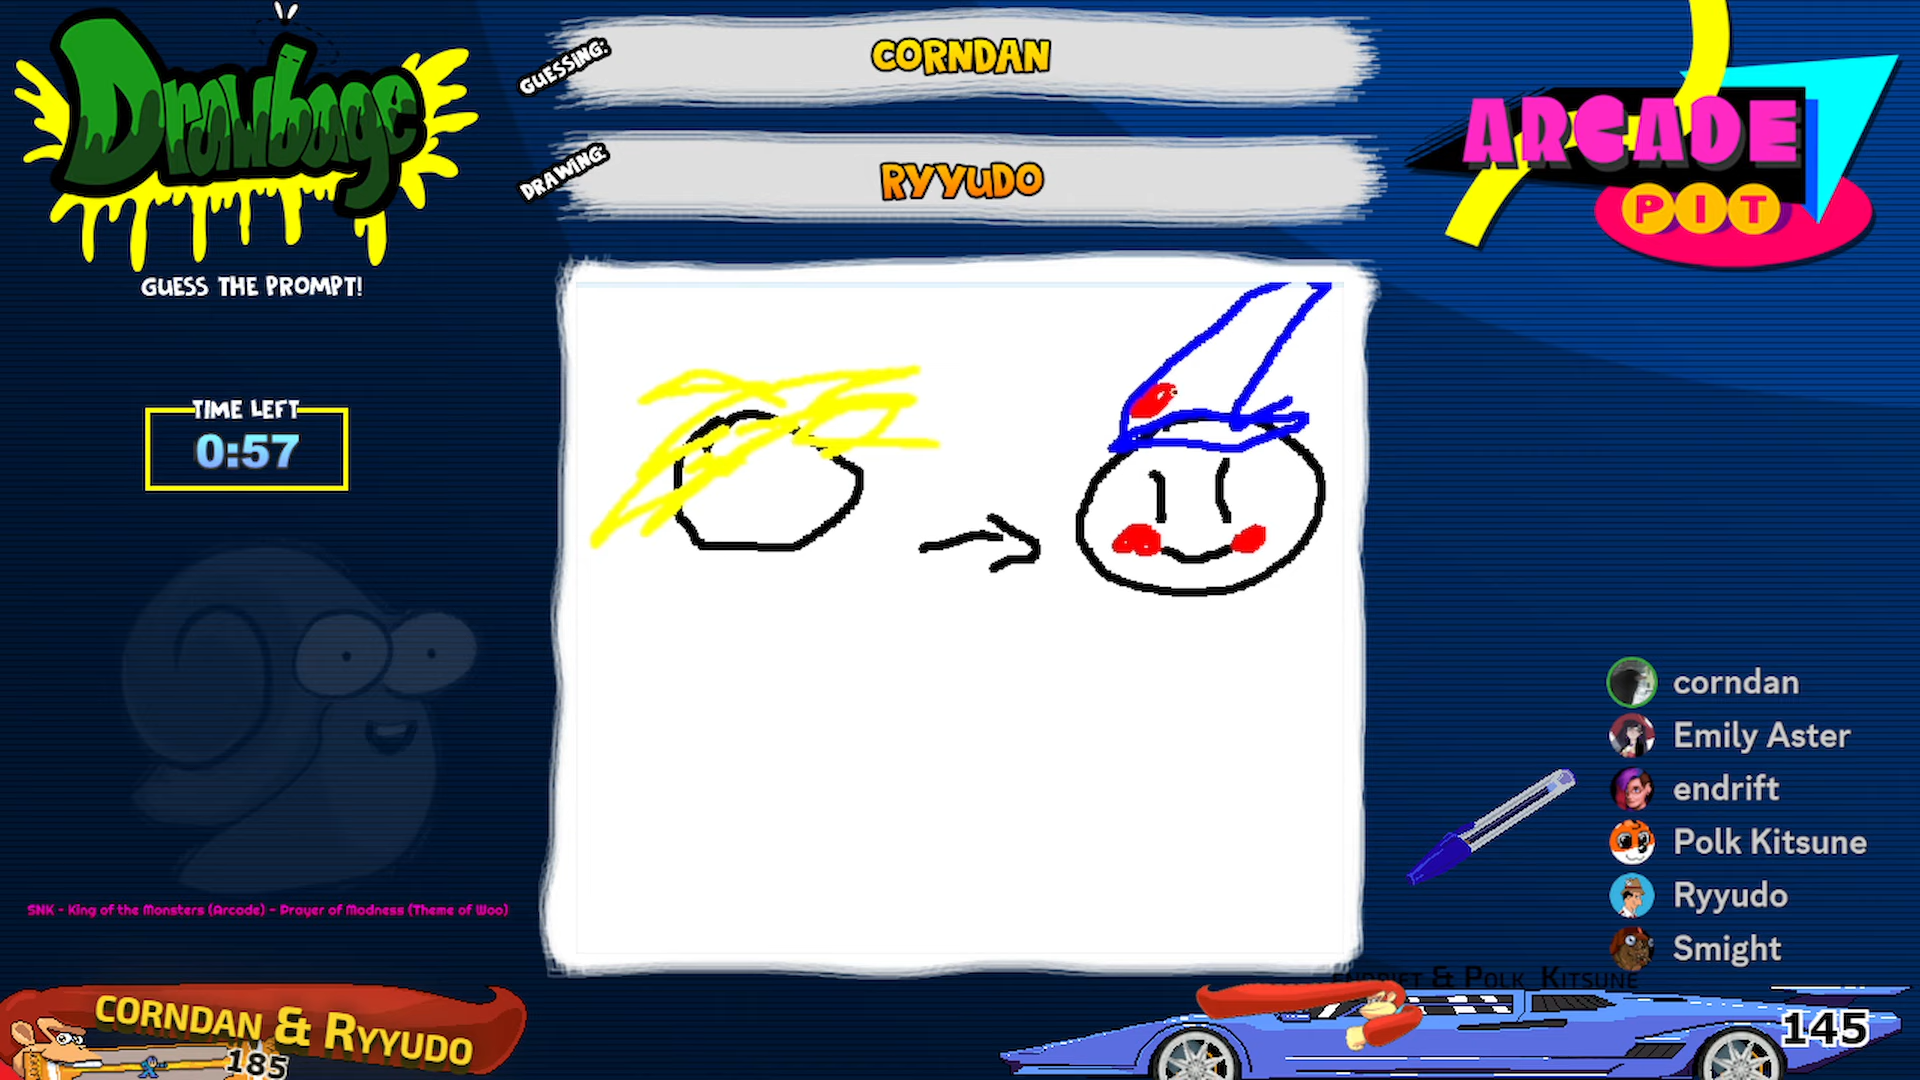 Drawbage
GUESS THE PROMPT!
GUESSING:
CORNDAN
DRAWING:
RYYUDO
ARCADE
PIT
TIME LEFT
0:57
corndan
Emily Aster
endrift
Polk Kitsune
Ryyudo
Smight
SNK - King of the Monsters (Arcade) - Prayer of Madness (Theme of Woo)
CORNDAN & RYYUDO
185
ENDRIFT & POLK_KITSUNE
145